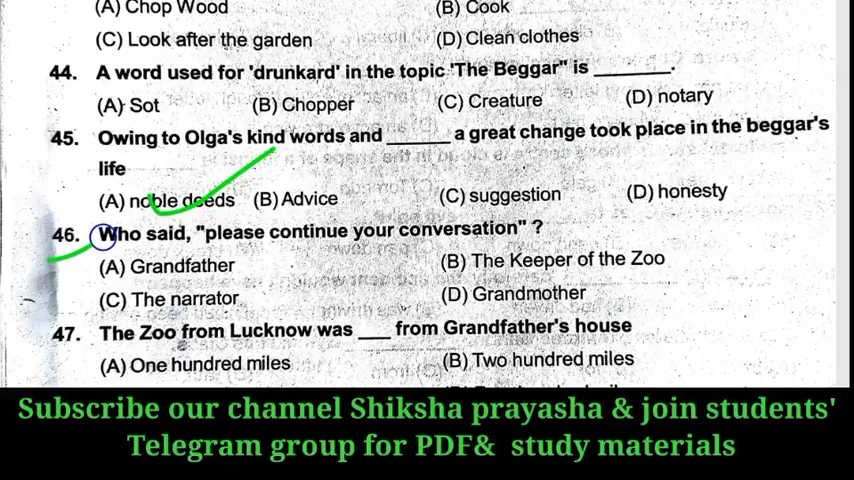 (A) Chop Wood (B) Cook
(C) Look after the garden (D) Clean clothes
44. A word used for 'drunkard' in the topic 'The Beggar" is ______.
(A) Sot (B) Chopper (C) Creature (D) notary
45. Owing to Olga's kind words and _____ a great change took place in the beggar's
life
(A) noble deeds (B) Advice (C) suggestion (D) honesty
46. Who said, "please continue your conversation" ?
(A) Grandfather (B) The Keeper of the Zoo
(C) The narrator (D) Grandmother
47. The Zoo from Lucknow was ___ from Grandfather's house
(A) One hundred miles (B) Two hundred miles
Subscribe our channel Shiksha prayasha & join students'
Telegram group for PDF& study materials